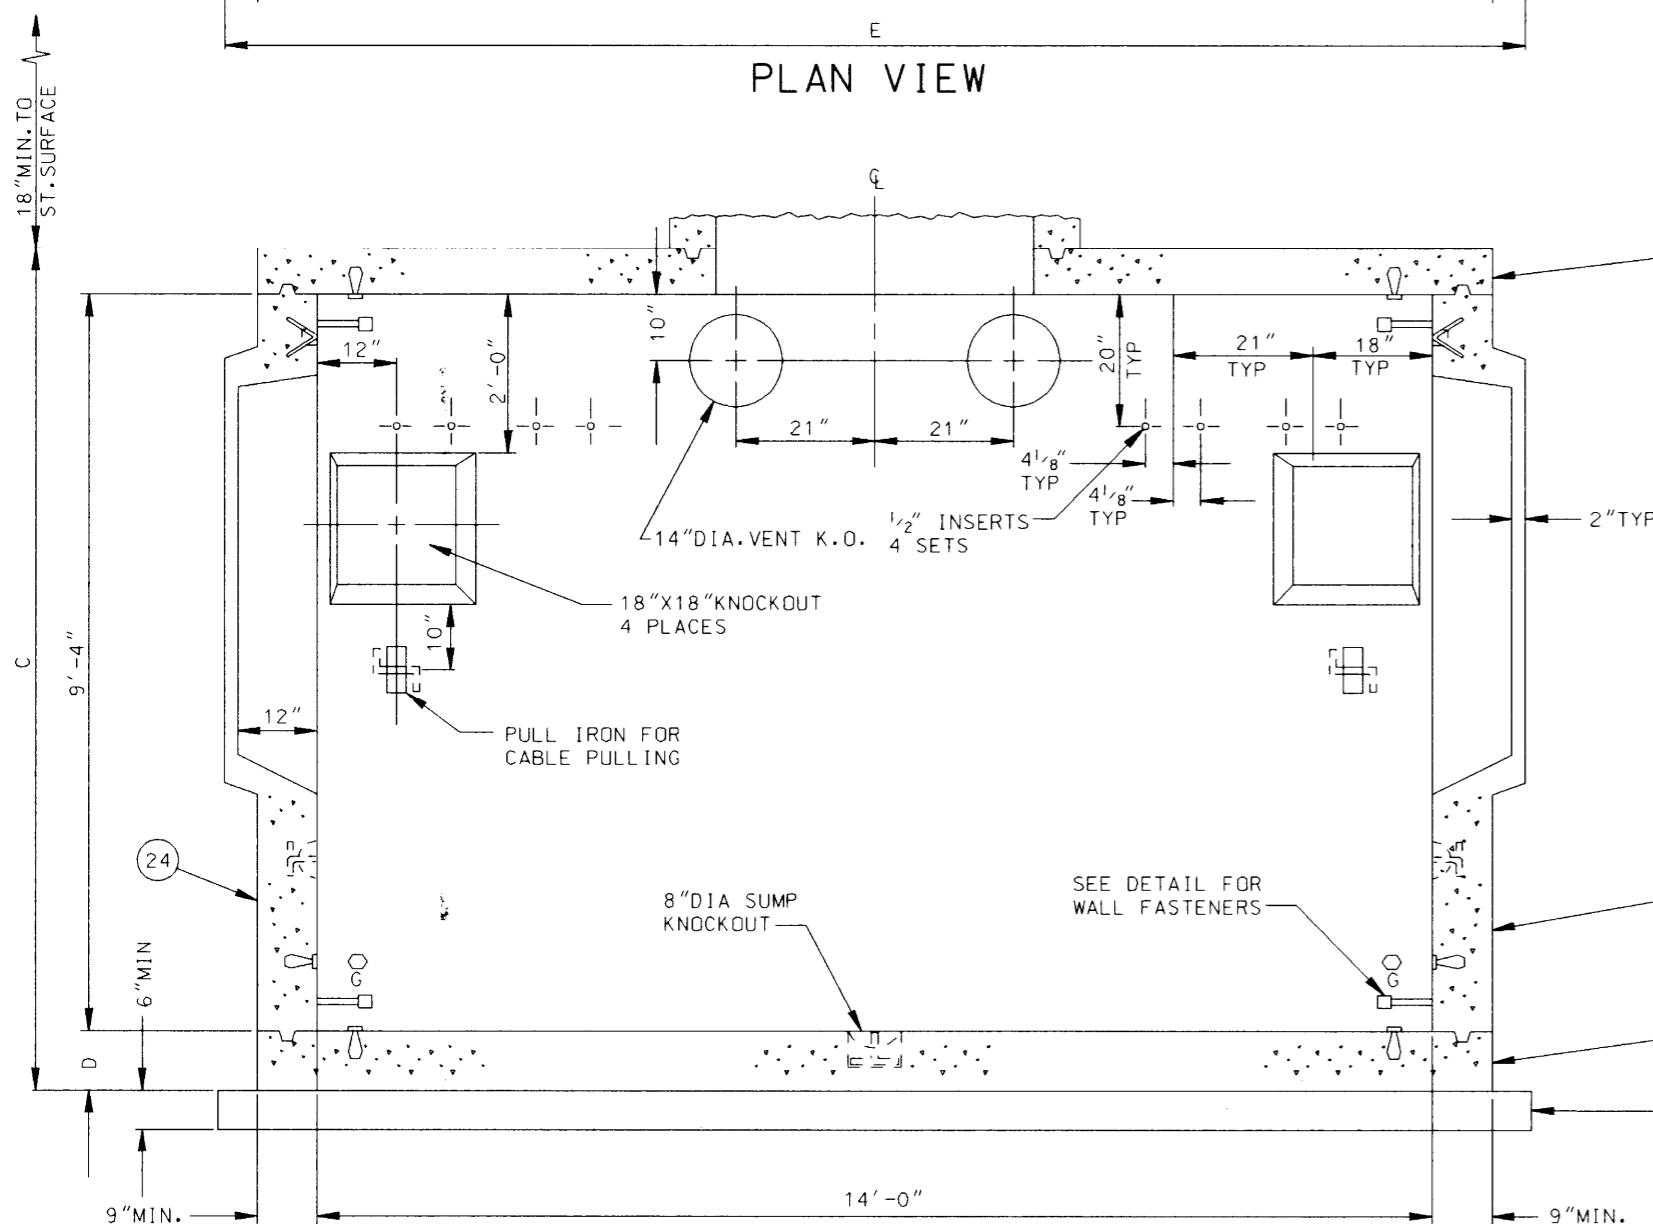 E
PLAN VIEW
18"MIN.TO
ST.SURFACE
℄
12"
2'-0"
10"
21"
21"
20"
TYP
21"
TYP
18"
TYP
4 1/8"
TYP
4 1/8"
TYP
14"DIA.VENT K.O.
1/2" INSERTS
4 SETS
2"TYP
18"X18"KNOCKOUT
4 PLACES
10"
C
9'-4"
12"
PULL IRON FOR
CABLE PULLING
24
8"DIA SUMP
KNOCKOUT
SEE DETAIL FOR
WALL FASTENERS
G
G
6"MIN
D
9"MIN.
14'-0"
9"MIN.